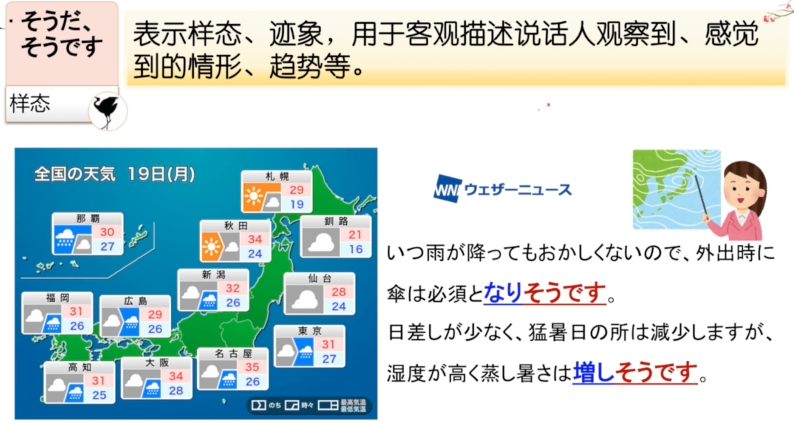 ・そうだ、
そうです
样态
表示样态、迹象，用于客观描述说话人观察到、感觉
到的情形、趋势等。
全国の天気 19日(月)
札幌
29
19
那覇
30
27
秋田
34
24
釧路
21
16
新潟
32
26
仙台
28
24
福岡
31
26
広島
29
26
東京
31
27
名古屋
35
26
高知
31
25
大阪
34
28
のち 時々 最高気温
最低気温
WNI ウェザーニュース
いつ雨が降ってもおかしくないので、外出時に
傘は必須となりそうです。
日差しが少なく、猛暑日の所は減少しますが、
湿度が高く蒸し暑さは増しそうです。